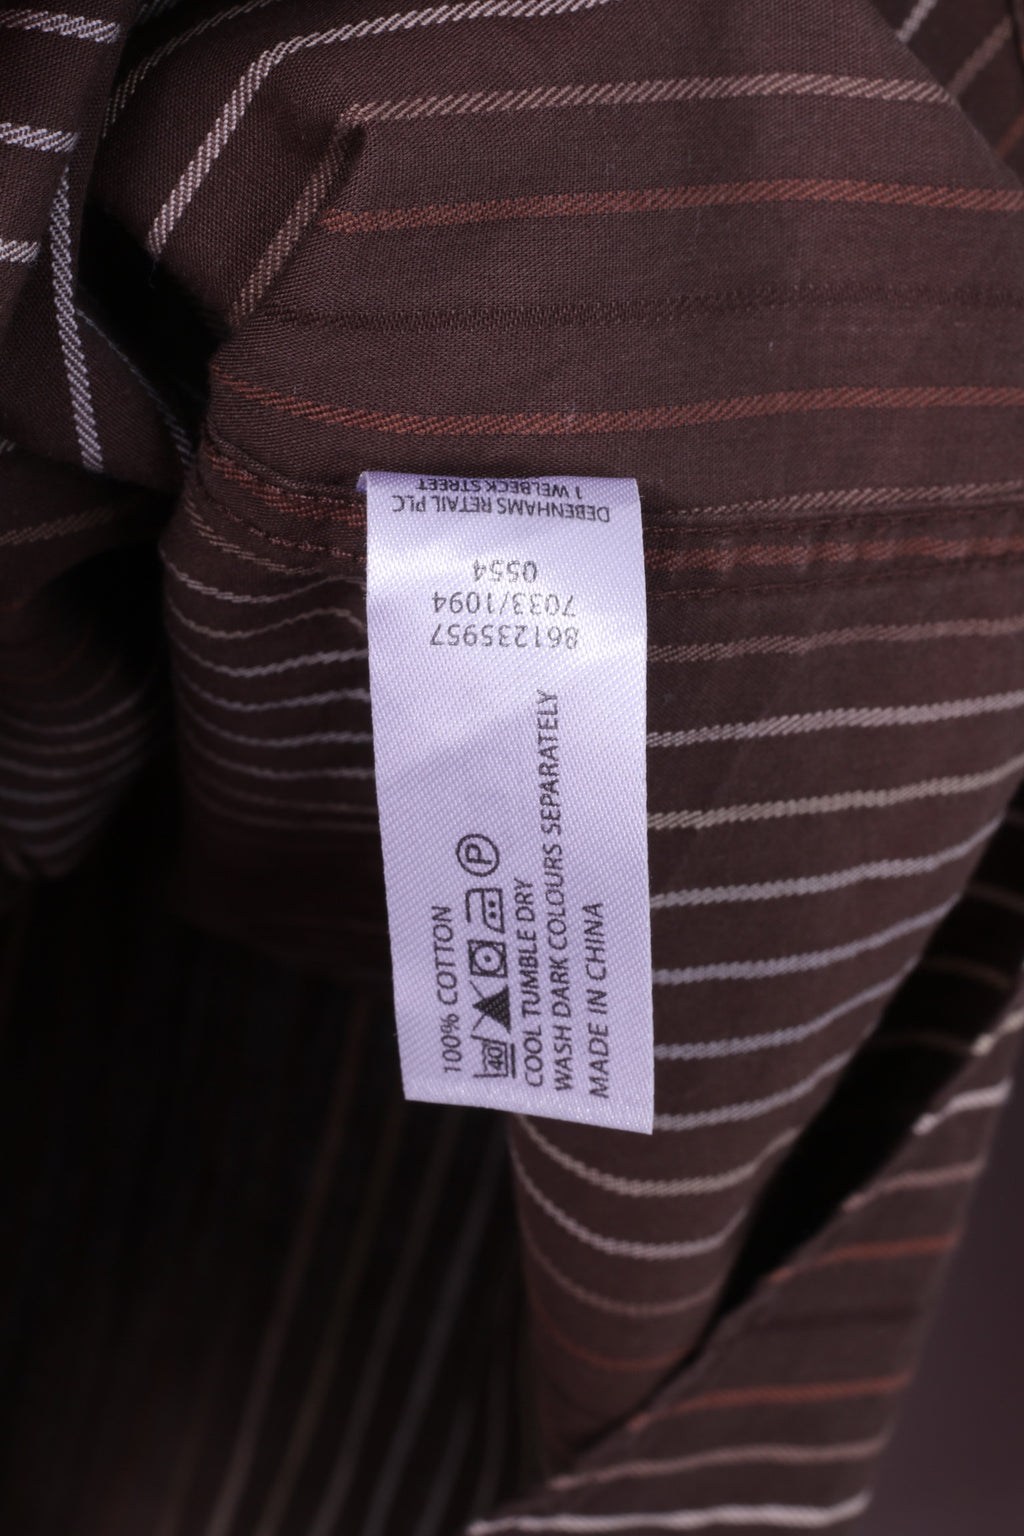 1 WELBECK STREET
DEBENHAMS RETAIL PLC
0554
7033/1094
861235957
100% COTTON
40 P
COOL TUMBLE DRY
WASH DARK COLOURS SEPARATELY
MADE IN CHINA